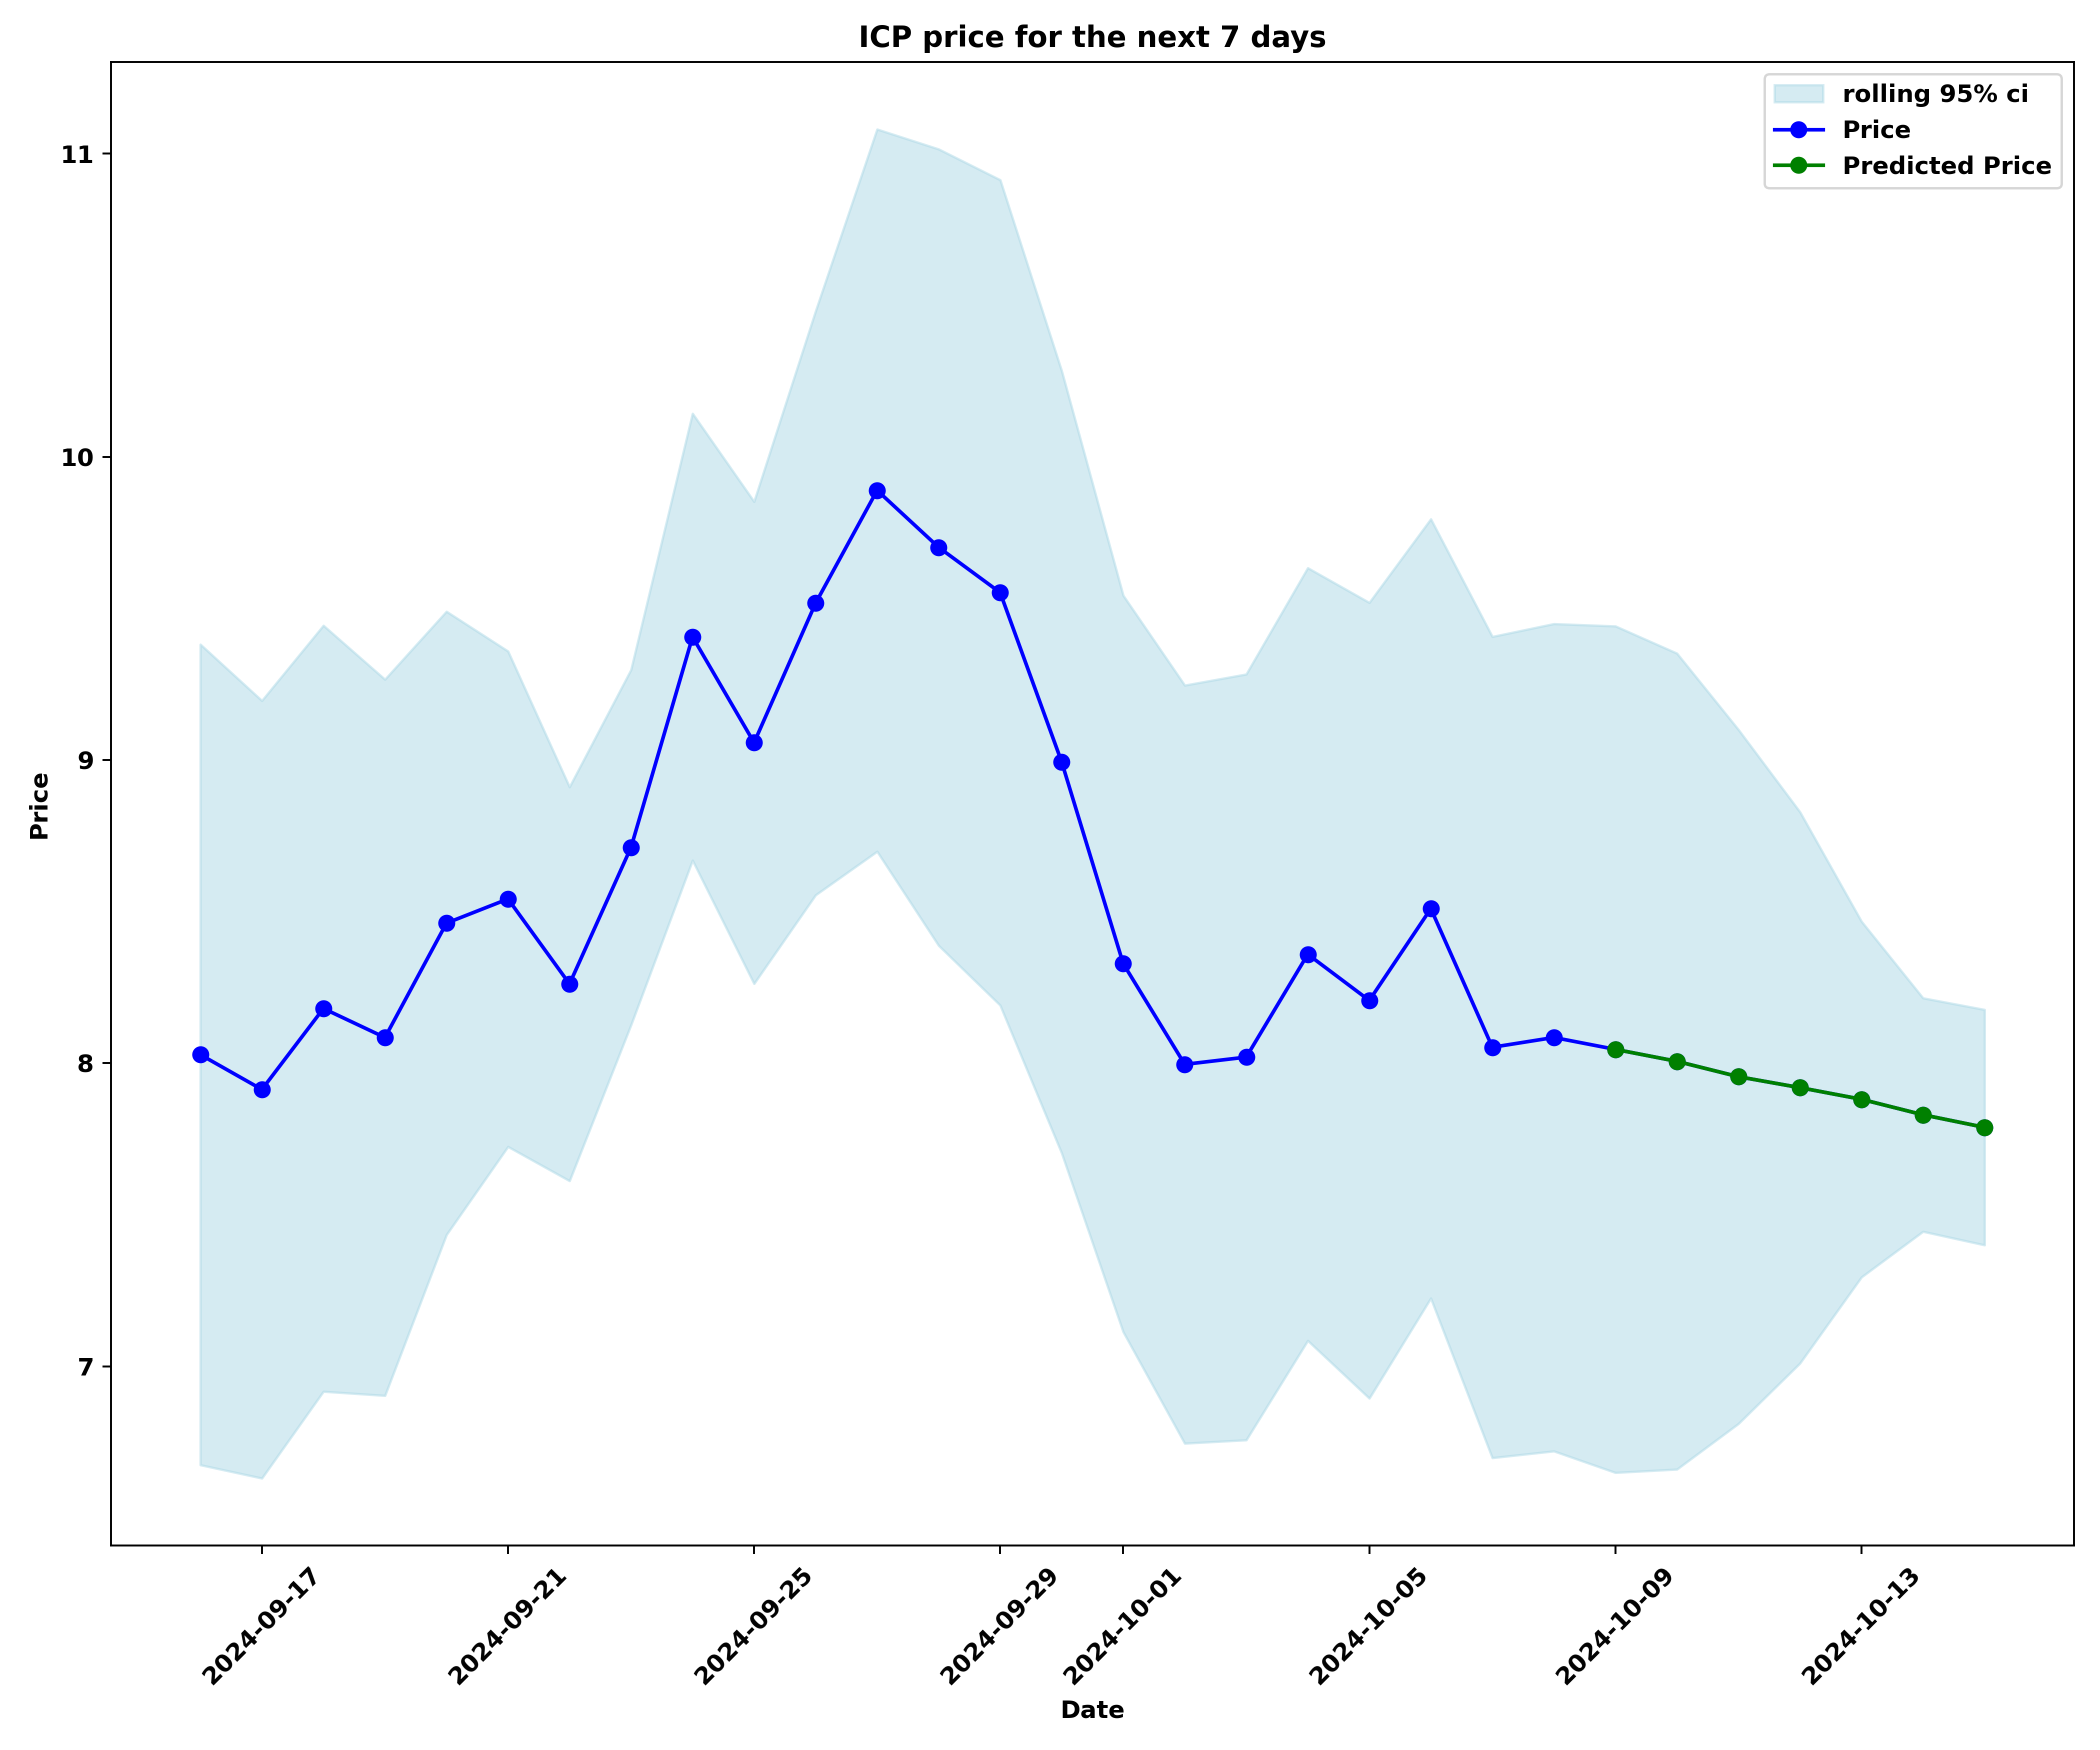 ICP price for the next 7 days
rolling 95% ci
Price
Predicted Price
11
10
9
8
7
Price
2024-09-17
2024-09-21
2024-09-25
2024-09-29
2024-10-01
2024-10-05
2024-10-09
2024-10-13
Date